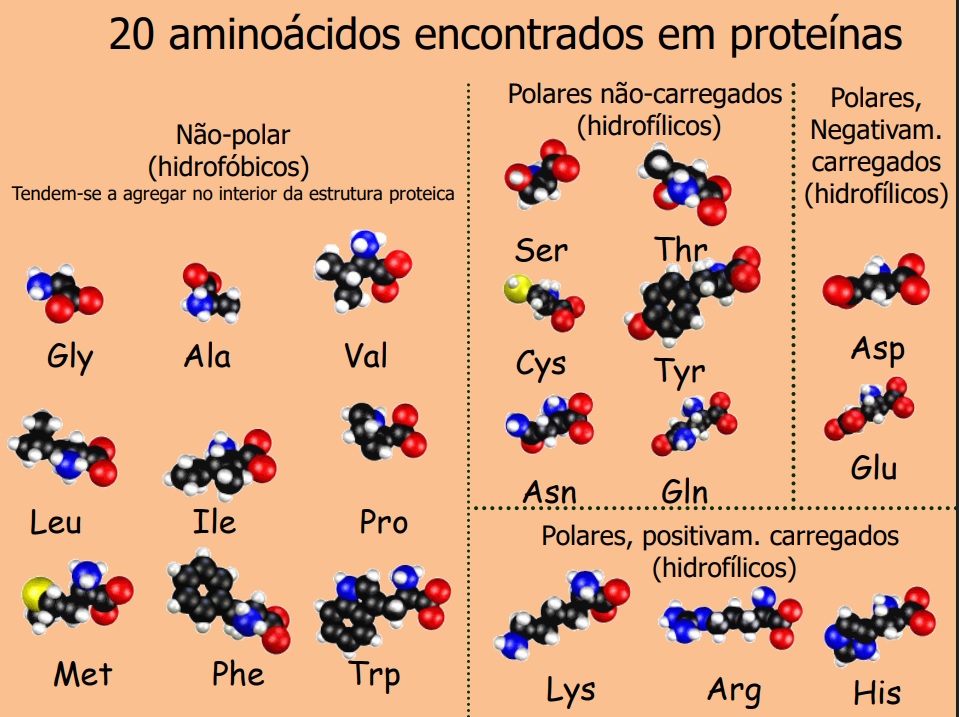 20 aminoácidos encontrados em proteínas
Não-polar
(hidrofóbicos)
Tendem-se a agregar no interior da estrutura proteica
Gly Ala Val
Leu Ile Pro
Met Phe Trp
Polares não-carregados
(hidrofílicos)
Ser Thr
Cys Tyr
Asn Gln
Polares,
Negativam.
carregados
(hidrofílicos)
Asp
Glu
Polares, positivam. carregados
(hidrofílicos)
Lys Arg His